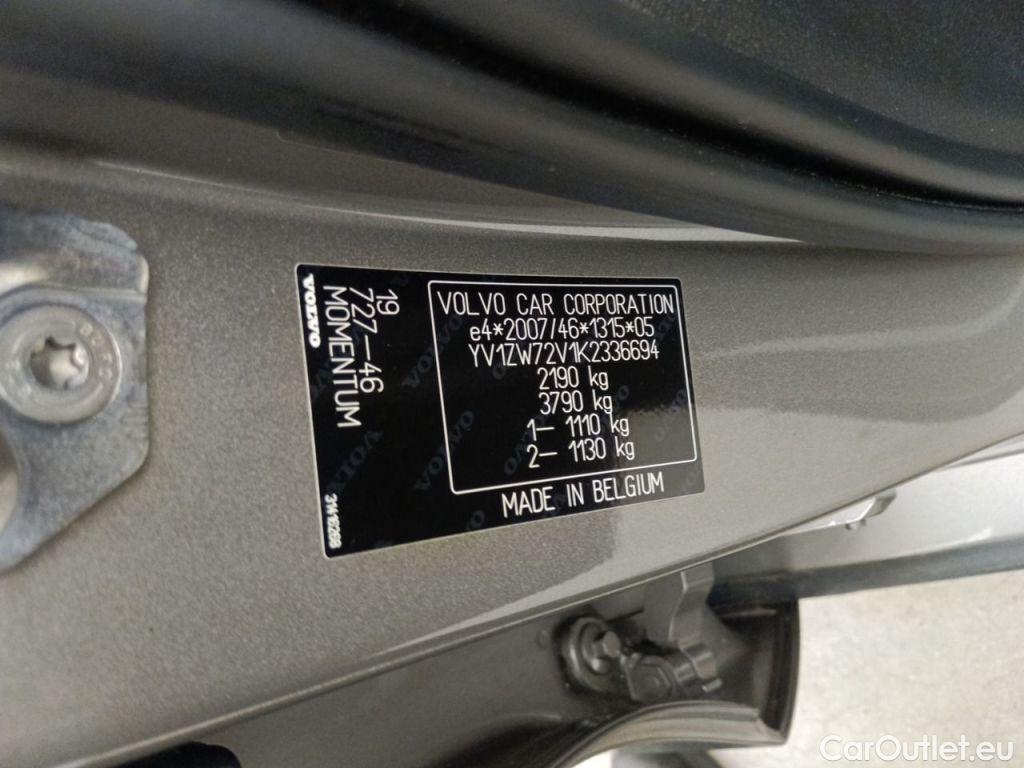 VOLVO CAR CORPORATION
e4*2007/46*1315*05
YV1ZW72V1K2336694
2190 kg
3790 kg
1– 1110 kg
2– 1130 kg
MADE IN BELGIUM
19
727–46
MOMENTUM
VOLVO
CarOutlet.eu